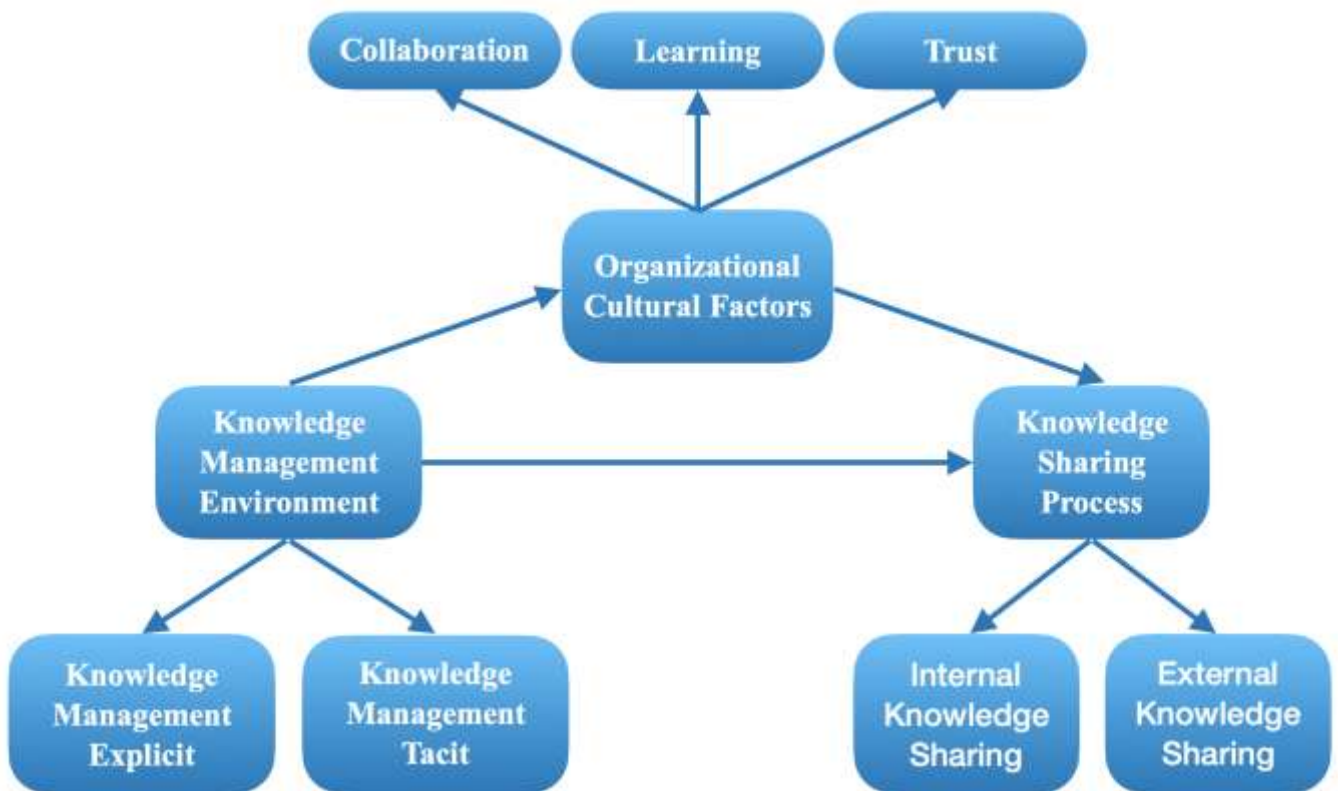 Collaboration
Learning
Trust
Organizational
Cultural Factors
Knowledge
Management
Environment
Knowledge
Sharing
Process
Knowledge
Management
Explicit
Knowledge
Management
Tacit
Internal
Knowledge
Sharing
External
Knowledge
Sharing